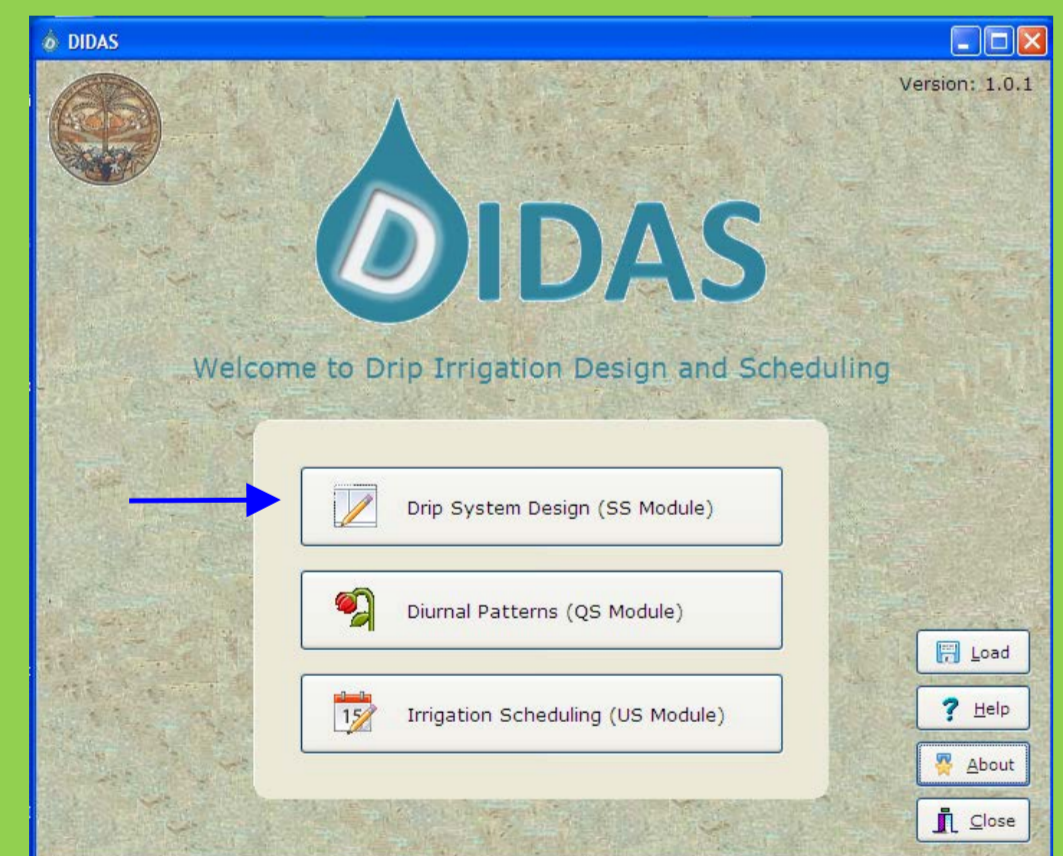 DIDAS
Version: 1.0.1
DIDAS
Welcome to Drip Irrigation Design and Scheduling
Drip System Design (SS Module)
Diurnal Patterns (QS Module)
15
Irrigation Scheduling (US Module)
Load
? Help
About
Close